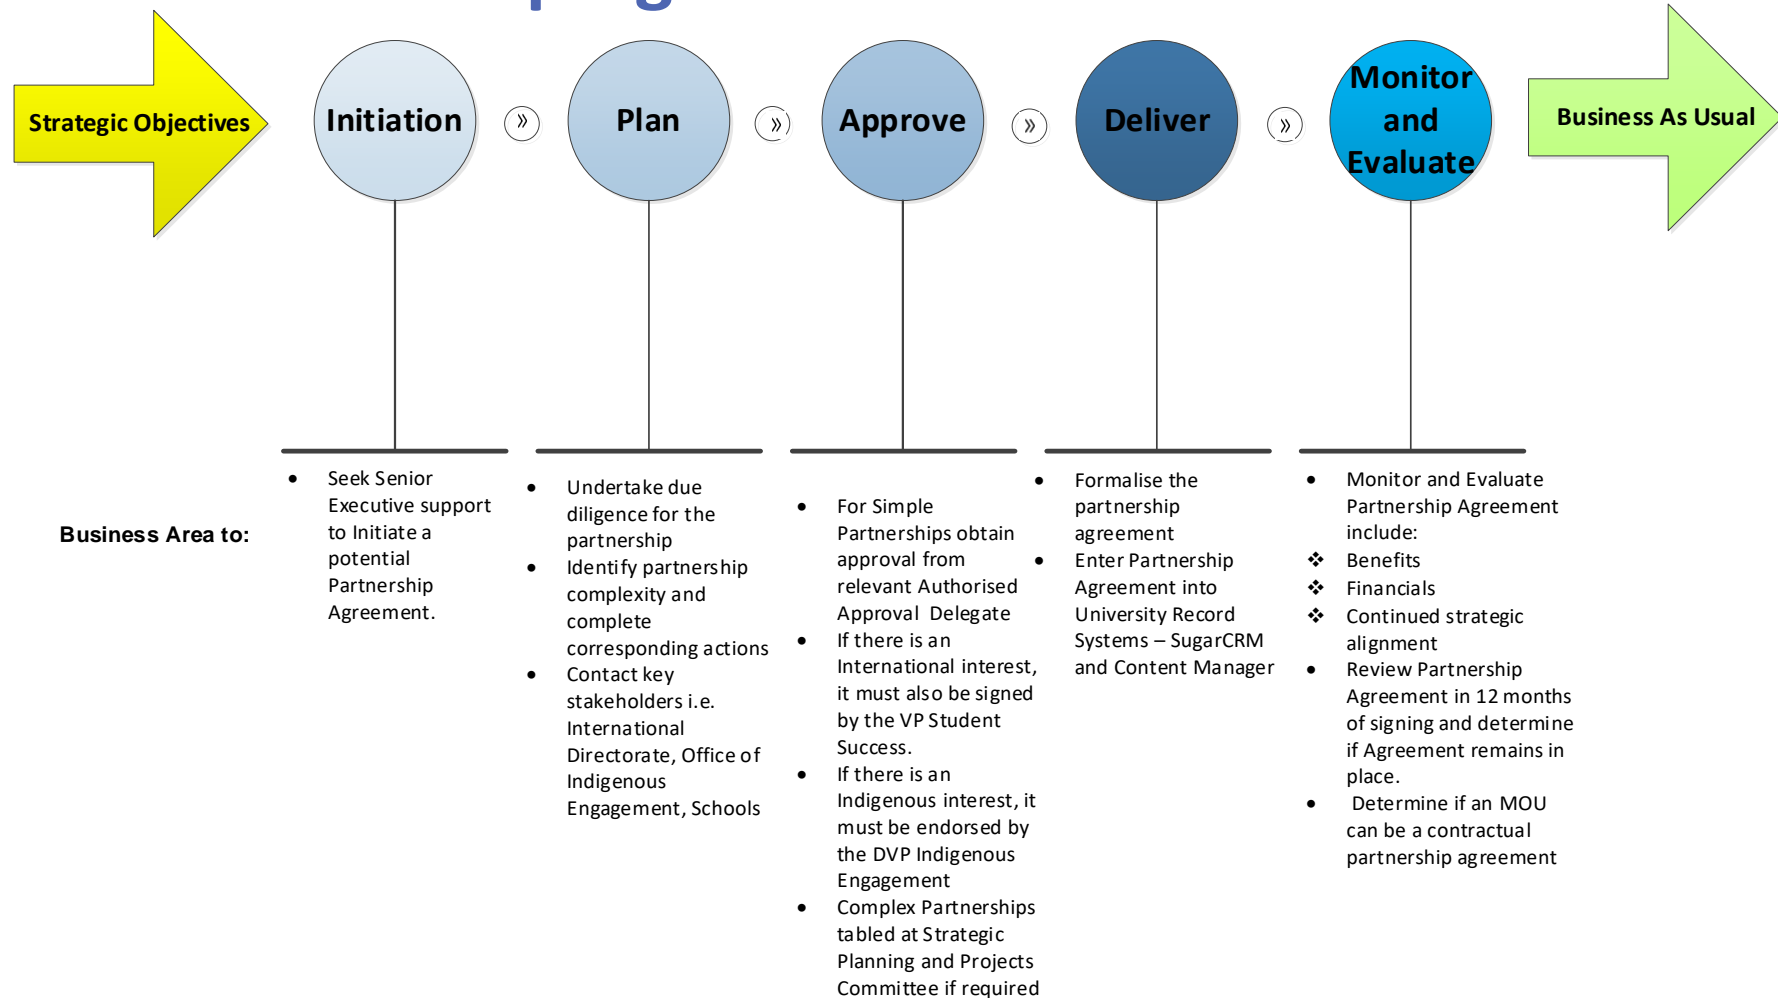 Strategic Objectives
Initiation
»
Plan
»
Approve
»
Deliver
»
Monitor
and
Evaluate
Business As Usual
Business Area to:
• Seek Senior
Executive support
to Initiate a
potential
Partnership
Agreement.
• Undertake due
diligence for the
partnership
• Identify partnership
complexity and
complete
corresponding actions
• Contact key
stakeholders i.e.
International
Directorate, Office of
Indigenous
Engagement, Schools
• For Simple
Partnerships obtain
approval from
relevant Authorised
Approval Delegate
• If there is an
International interest,
it must also be signed
by the VP Student
Success.
• If there is an
Indigenous interest, it
must be endorsed by
the DVP Indigenous
Engagement
• Complex Partnerships
tabled at Strategic
Planning and Projects
Committee if required
• Formalise the
partnership
agreement
• Enter Partnership
Agreement into
University Record
Systems – SugarCRM
and Content Manager
• Monitor and Evaluate
Partnership Agreement
include:
❖ Benefits
❖ Financials
❖ Continued strategic
alignment
• Review Partnership
Agreement in 12 months
of signing and determine
if Agreement remains in
place.
• Determine if an MOU
can be a contractual
partnership agreement